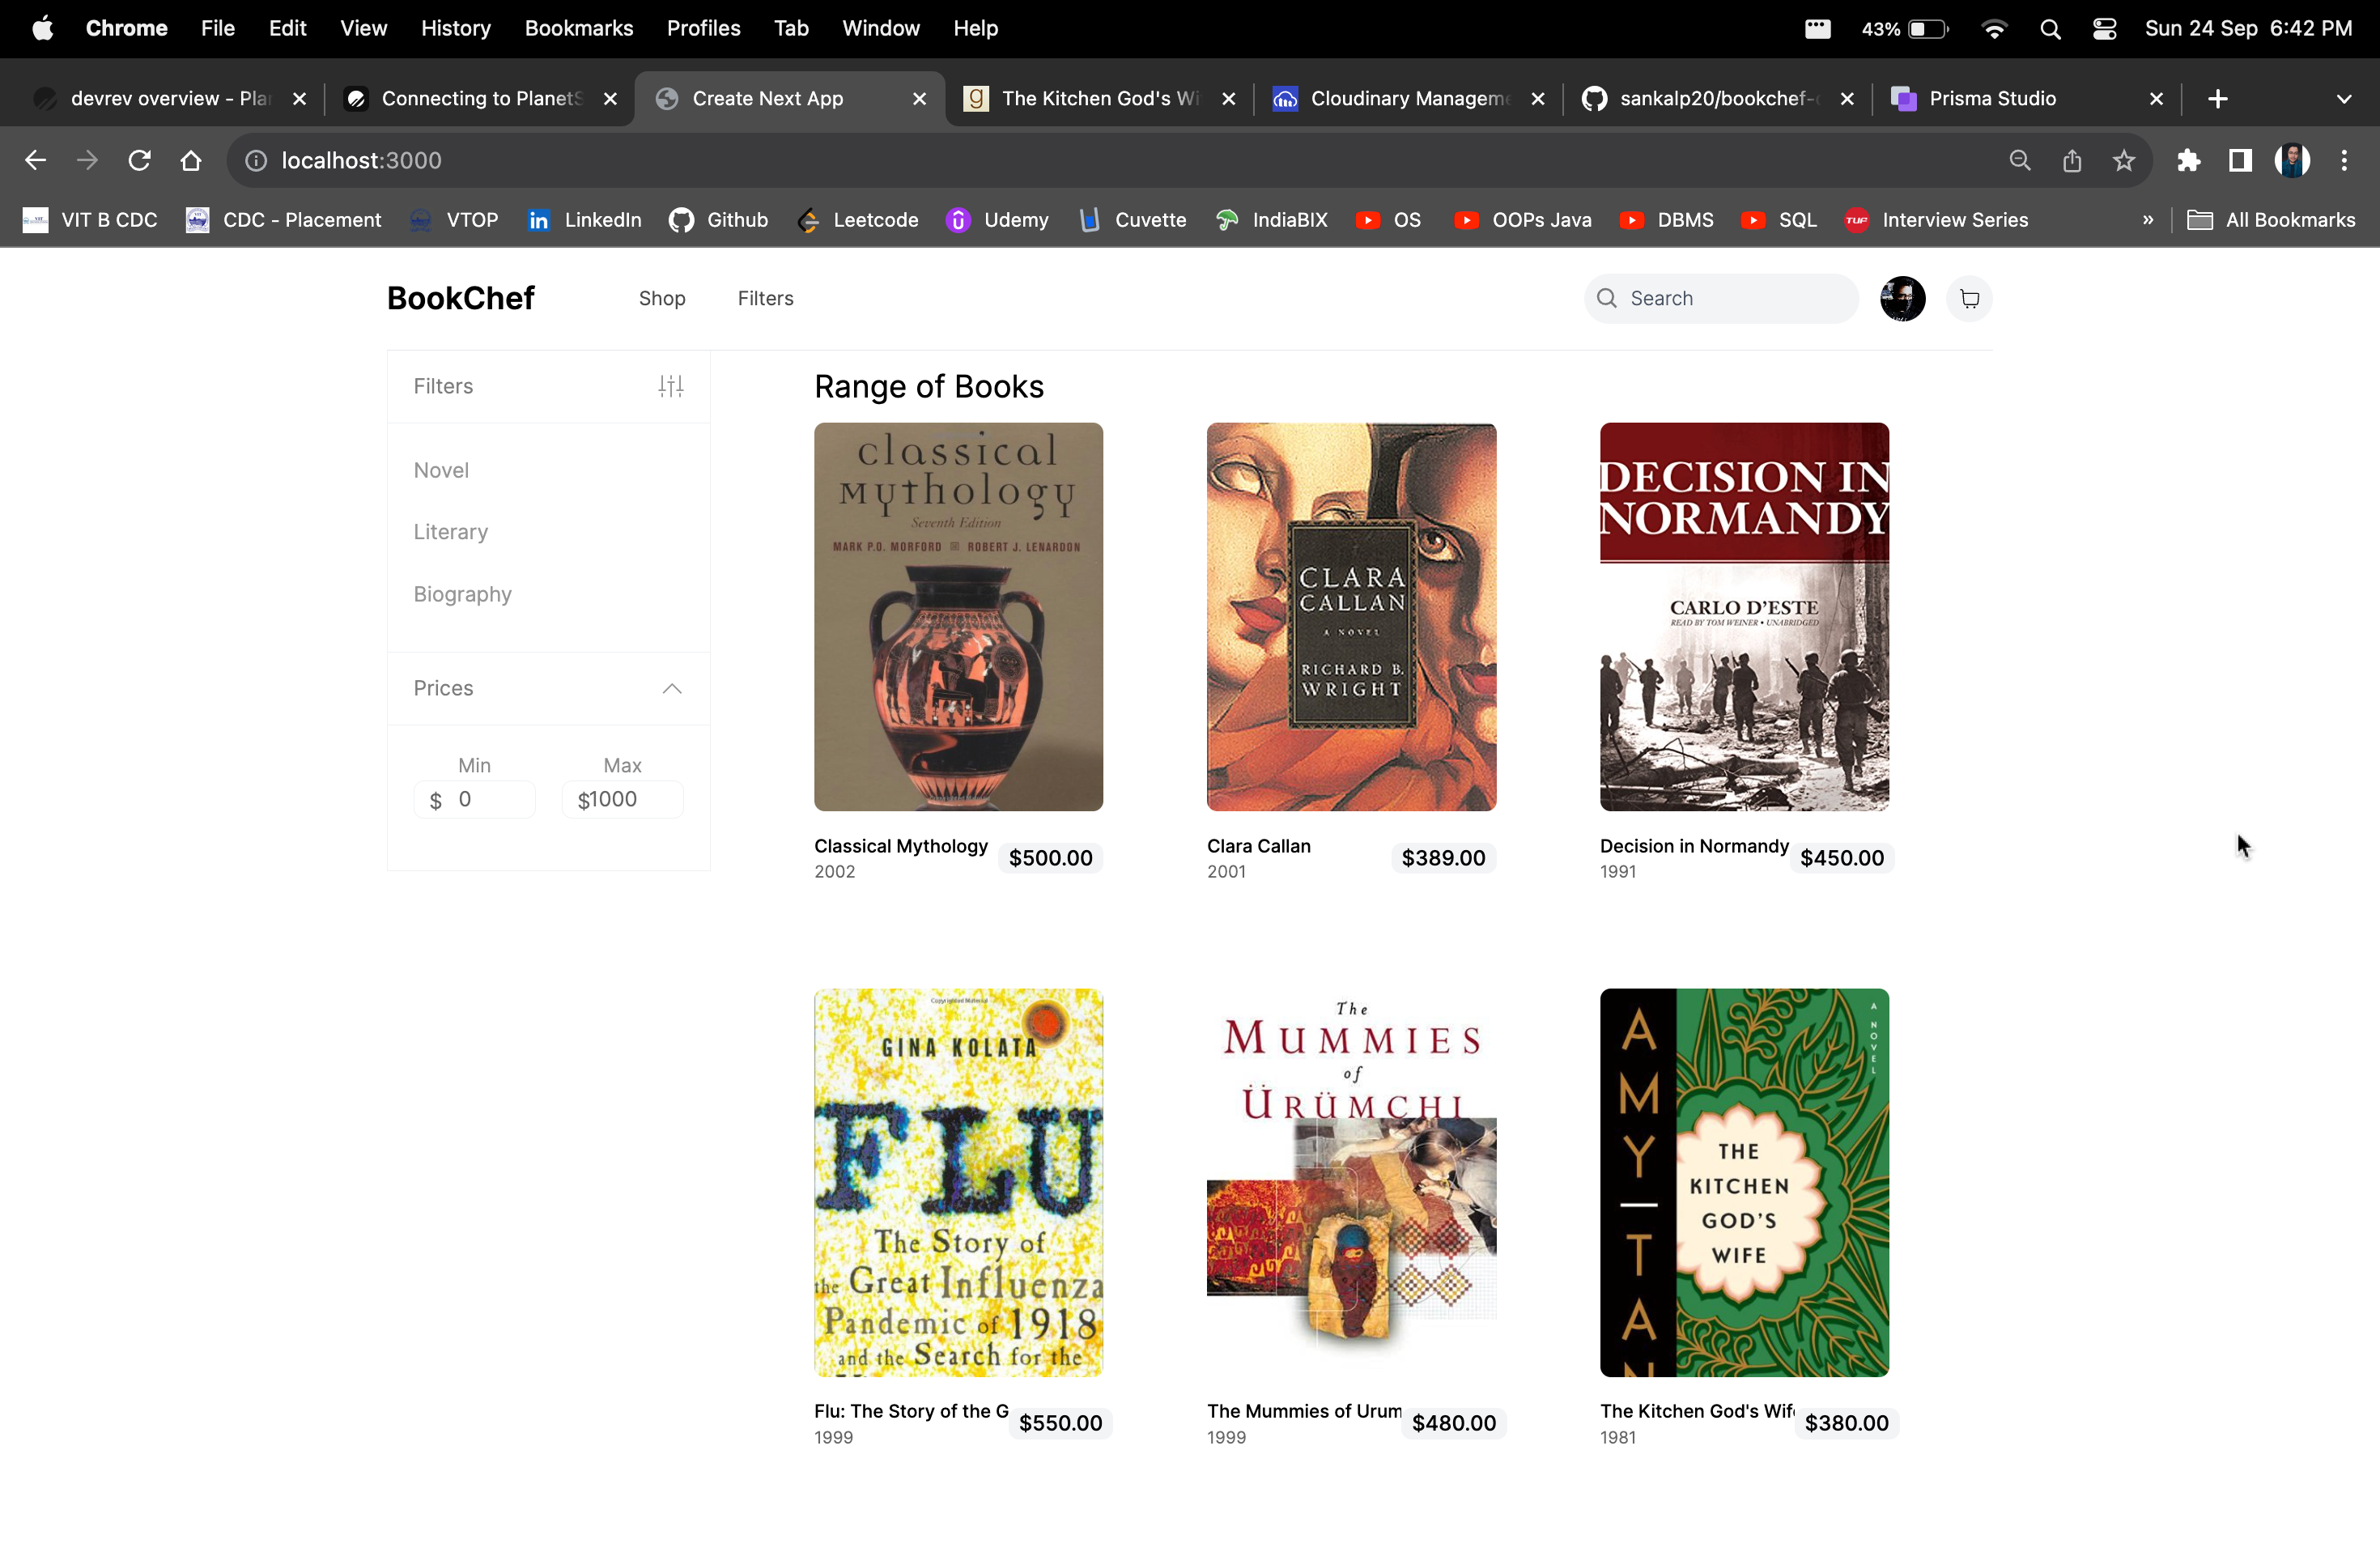 Chrome File Edit View History Bookmarks Profiles Tab Window Help 43% Sun 24 Sep 6:42 PM
devrev overview - Pla Connecting to PlanetS Create Next App The Kitchen God's Wi Cloudinary Manageme sankalp20/bookchef- Prisma Studio
localhost:3000
VIT B CDC CDC - Placement VTOP LinkedIn Github Leetcode Udemy Cuvette IndiaBIX OS OOPs Java DBMS SQL TUF Interview Series » All Bookmarks
BookChef Shop Filters Search
Filters
Novel
Literary
Biography
Prices
Min Max
$ 0 $1000
Range of Books
classical
Mythology
Seventh Edition
MARK P.O. MORFORD ROBERT J. LENARDON
CLARA
CALLAN
A NOVEL
RICHARD B.
WRIGHT
DECISION IN
NORMANDY
CARLO D'ESTE
READ BY TOM WEINER • UNABRIDGED
Classical Mythology $500.00
2002
Clara Callan $389.00
2001
Decision in Normandy $450.00
1991
Copyrighted Material
GINA KOLATA
FLU
The Story of
the Great Influenza
Pandemic of 1918
and the Search for the
The
MUMMIES
of
ÜRÜMCHI
AMY TAN
A NOVEL
THE
KITCHEN
GOD'S
WIFE
Flu: The Story of the G $550.00
1999
The Mummies of Urum $480.00
1999
The Kitchen God's Wif $380.00
1981